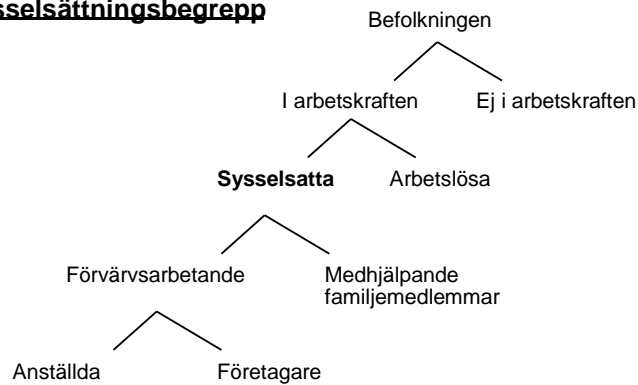 sselsättningsbegrepp
Befolkningen
I arbetskraften Ej i arbetskraften
Sysselsatta Arbetslösa
Förvärvsarbetande Medhjälpande
familjemedlemmar
Anställda Företagare